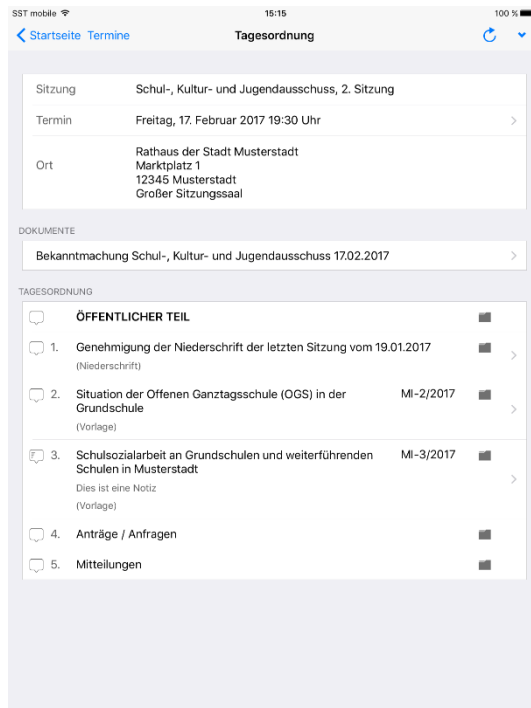 SST mobile 15:15 100 %
Startseite Termine Tagesordnung
Sitzung Schul-, Kultur- und Jugendausschuss, 2. Sitzung
Termin Freitag, 17. Februar 2017 19:30 Uhr
Ort Rathaus der Stadt Musterstadt
Marktplatz 1
12345 Musterstadt
Großer Sitzungssaal
DOKUMENTE
Bekanntmachung Schul-, Kultur- und Jugendausschuss 17.02.2017
TAGESORDNUNG
ÖFFENTLICHER TEIL
1. Genehmigung der Niederschrift der letzten Sitzung vom 19.01.2017
(Niederschrift)
2. Situation der Offenen Ganztagsschule (OGS) in der MI-2/2017
Grundschule
(Vorlage)
3. Schulsozialarbeit an Grundschulen und weiterführenden MI-3/2017
Schulen in Musterstadt
Dies ist eine Notiz
(Vorlage)
4. Anträge / Anfragen
5. Mitteilungen